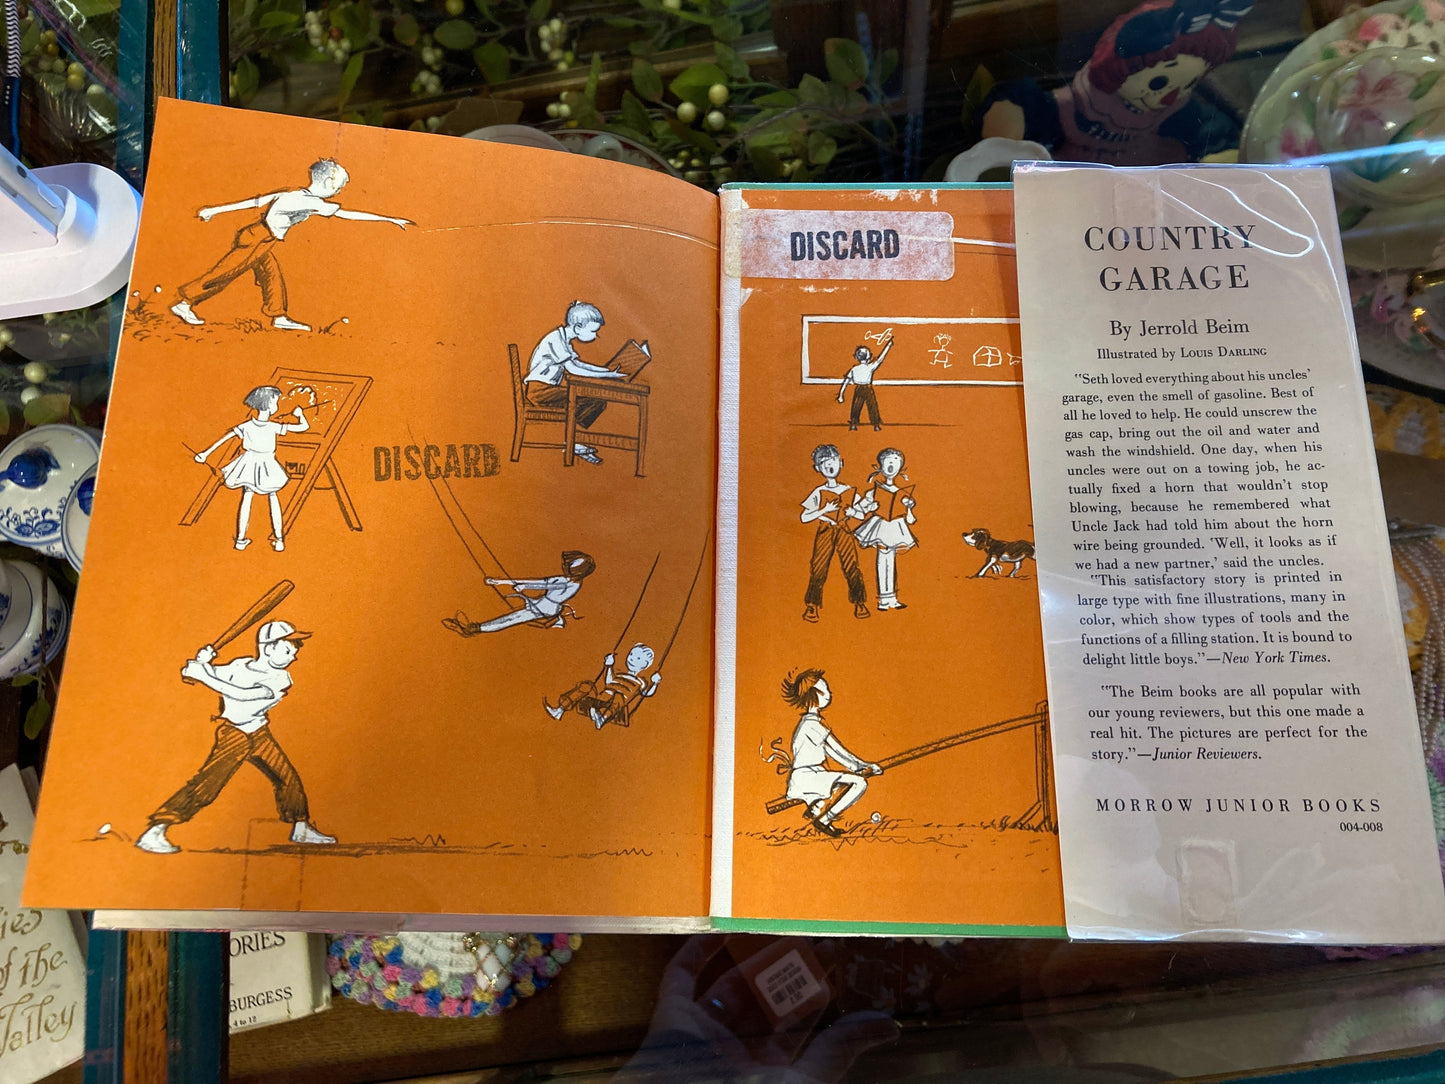 DISCARD
DISCARD
COUNTRY
GARAGE
By Jerrold Beim
Illustrated by LOUIS DARLING
"Seth loved everything about his uncles'
garage, even the smell of gasoline. Best of
all he loved to help. He could unscrew the
gas cap, bring out the oil and water and
wash the windshield. One day, when his
uncles were out on a towing job, he ac-
tually fixed a horn that wouldn't stop
blowing, because he remembered what
Uncle Jack had told him about the horn
wire being grounded. 'Well, it looks as if
we had a new partner,' said the uncles.
"This satisfactory story is printed in
large type with fine illustrations, many in
color, which show types of tools and the
functions of a filling station. It is bound to
delight little boys."—New York Times.
"The Beim books are all popular with
our young reviewers, but this one made a
real hit. The pictures are perfect for the
story."—Junior Reviewers.
MORROW JUNIOR BOOKS
004-008
of the
Valley
ORIES
BURGESS
4 to 12